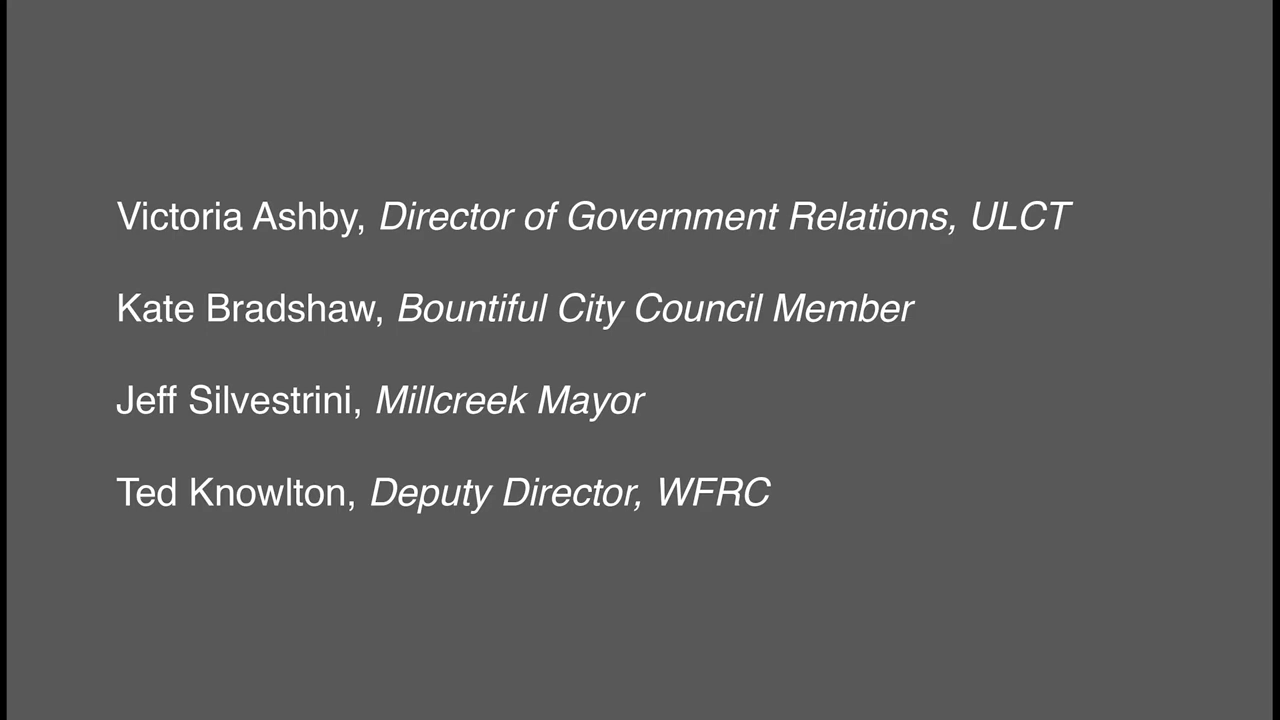 Victoria Ashby, Director of Government Relations, ULCT
Kate Bradshaw, Bountiful City Council Member
Jeff Silvestrini, Millcreek Mayor
Ted Knowlton, Deputy Director, WFRC